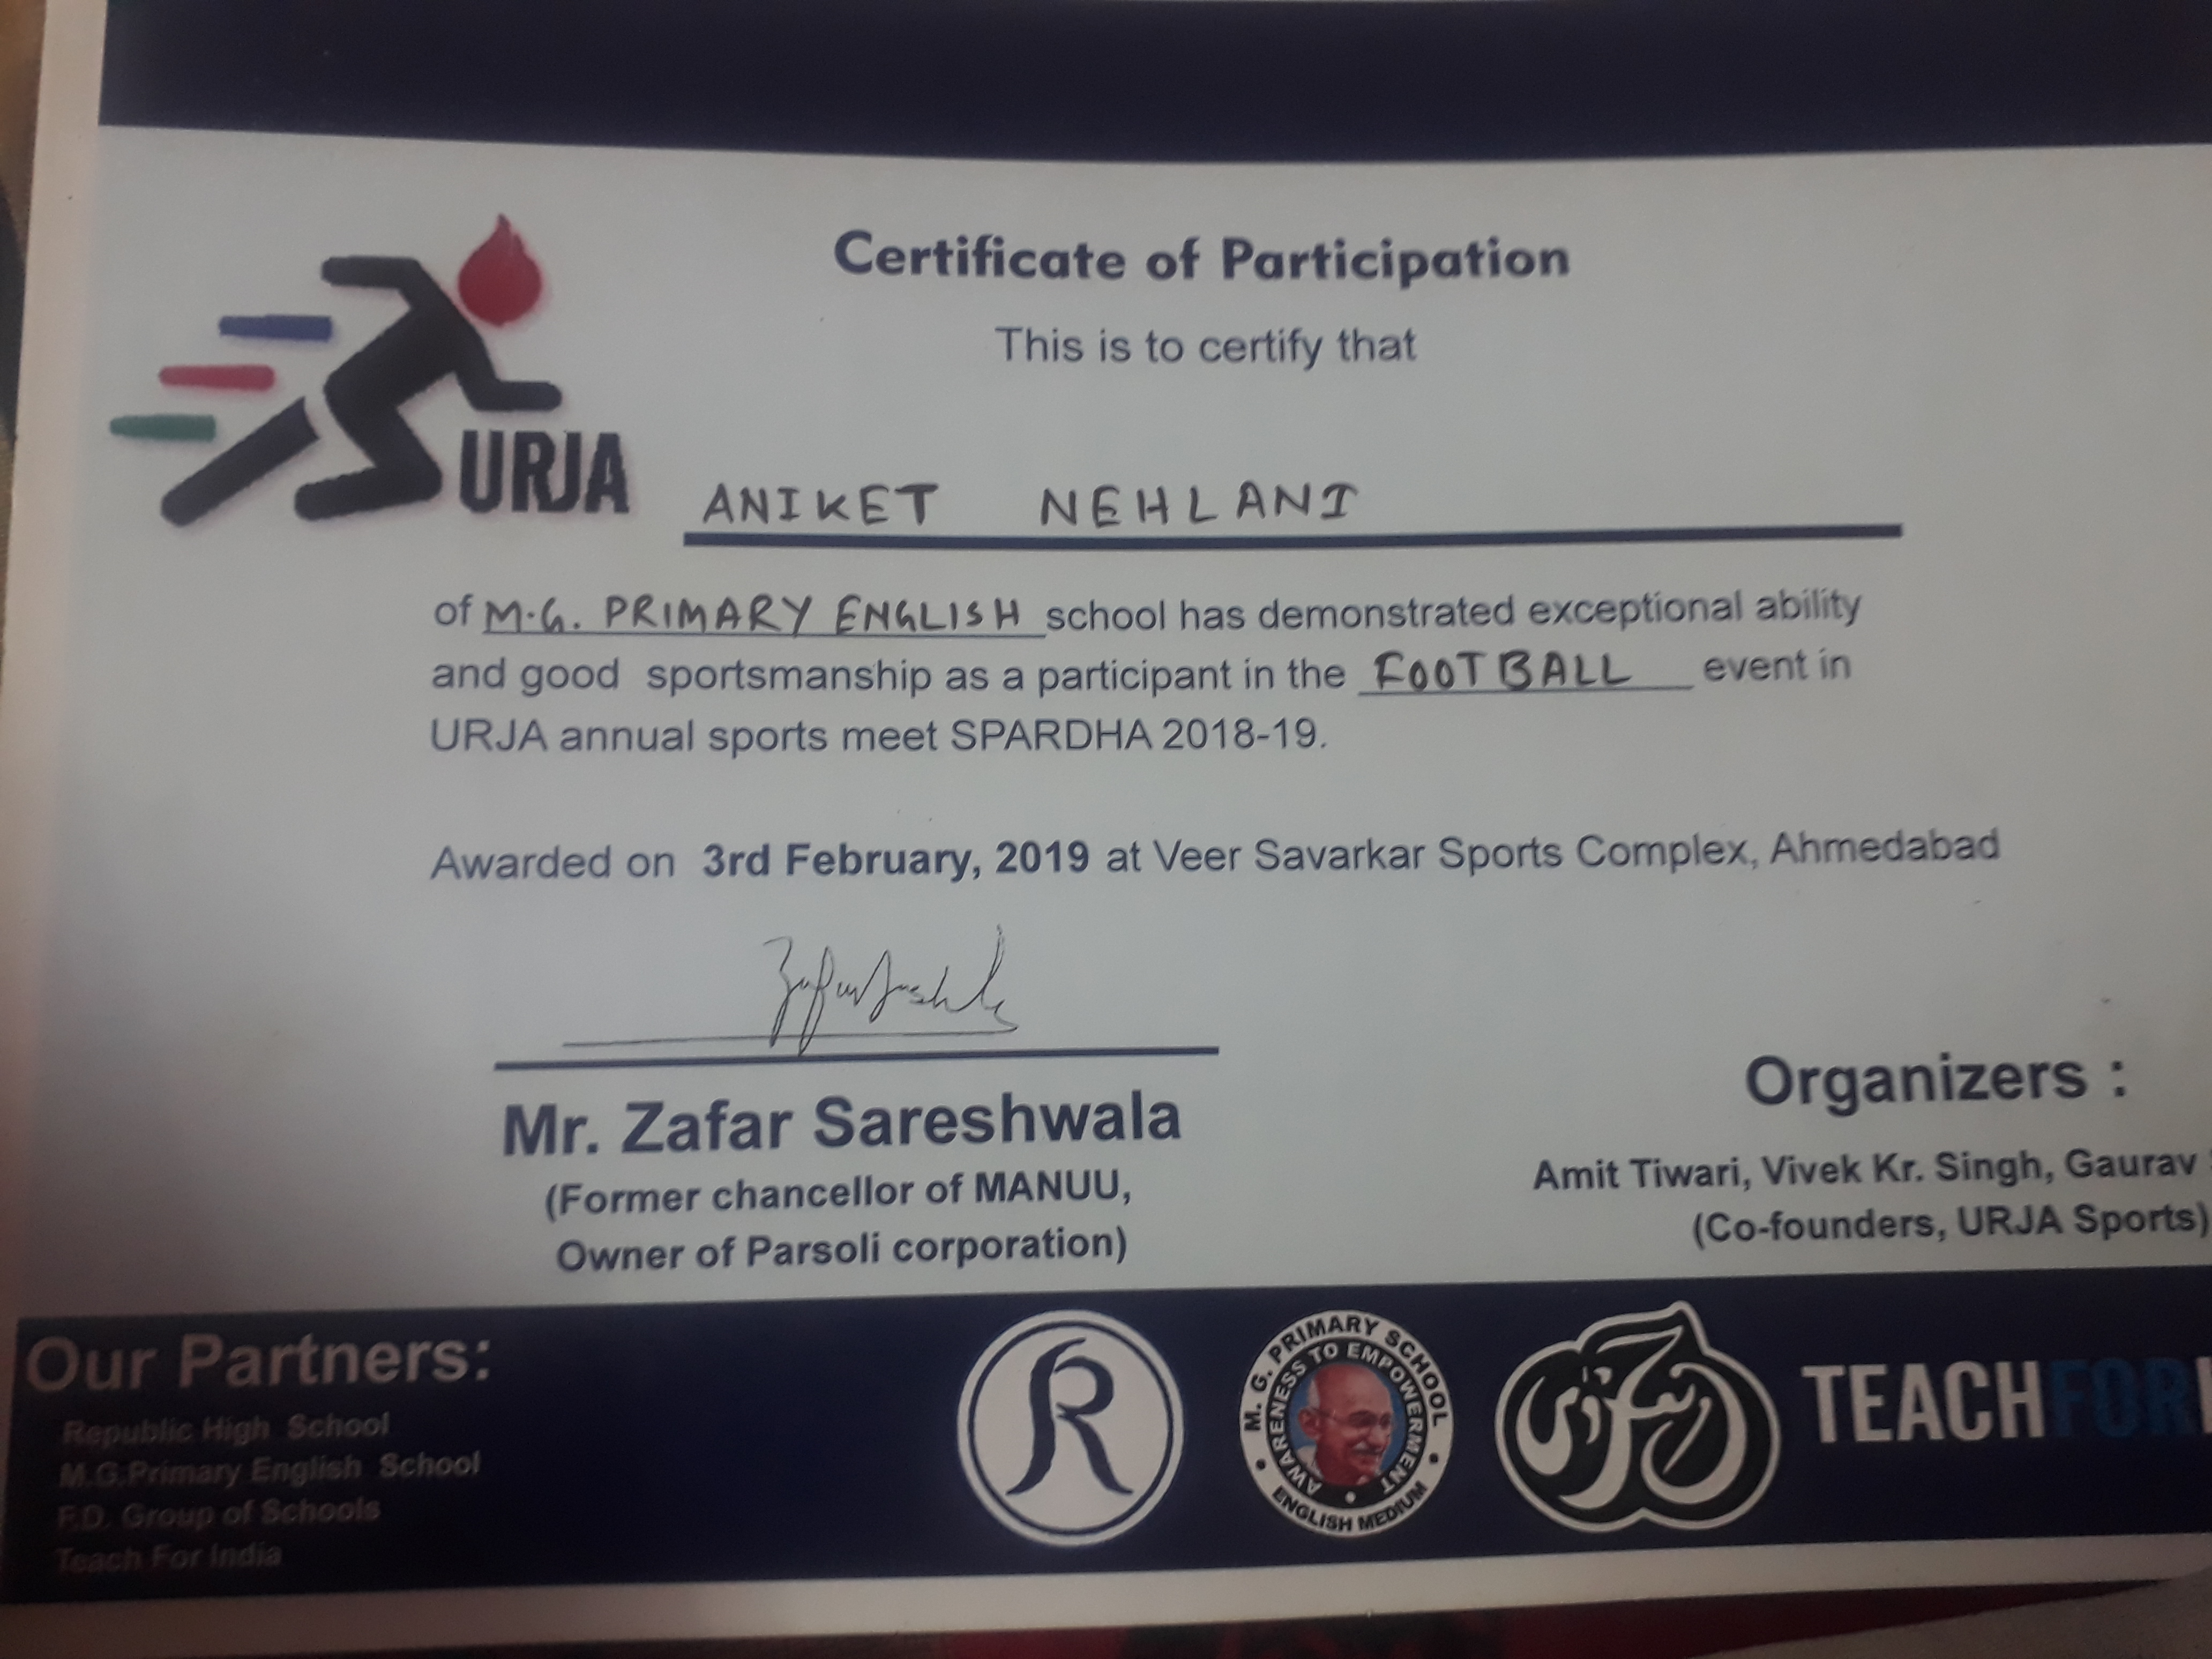 Certificate of Participation
This is to certify that
URJA
ANIKET NEHLANI
of M.G. PRIMARY ENGLISH school has demonstrated exceptional ability
and good sportsmanship as a participant in the FOOTBALL event in
URJA annual sports meet SPARDHA 2018-19.
Awarded on 3rd February, 2019 at Veer Savarkar Sports Complex, Ahmedabad
Mr. Zafar Sareshwala
(Former chancellor of MANUU,
Owner of Parsoli corporation)
Organizers :
Amit Tiwari, Vivek Kr. Singh, Gaurav
(Co-founders, URJA Sports)
Our Partners:
Republic High School
M.G.Primary English School
F.D. Group of Schools
Teach For India
R
M. G. PRIMARY SCHOOL
AWARENESS TO EMPOWERMENT
ENGLISH MEDIUM
TEACHFOR